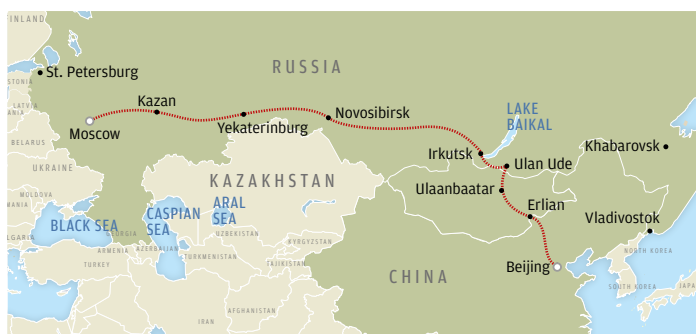 FINLAND
St. Petersburg
ESTONIA
RUSSIA
LATVIA
Kazan
Moscow
Yekaterinburg
Novosibirsk
LAKE
BAIKAL
BELARUS
Khabarovsk
Irkutsk
Ulan Ude
UKRAINE
KAZAKHSTAN
Ulaanbaatar
MOLDOVA
Erlian
ARAL
SEA
CASPIAN
SEA
BLACK SEA
Vladivostok
GEORGIA
UZBEKISTAN
KYRGYZSTAN
ARMENIA
AZERBAIJAN
TURKMENISTAN
TAJIKISTAN
TURKEY
NORTH KOREA
Beijing
CHINA
SOUTH KOREA
AFGHANISTAN
IRAN